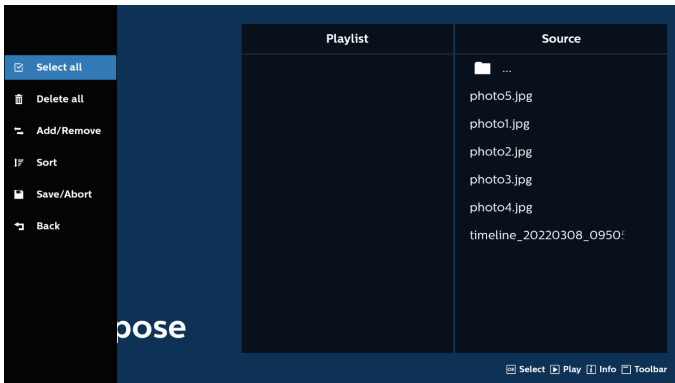 Select all
Delete all
Add/Remove
Sort
Save/Abort
Back
pose
Playlist
Source
...
photo5.jpg
photo1.jpg
photo2.jpg
photo3.jpg
photo4.jpg
timeline_20220308_0950
OK Select Play i Info Toolbar